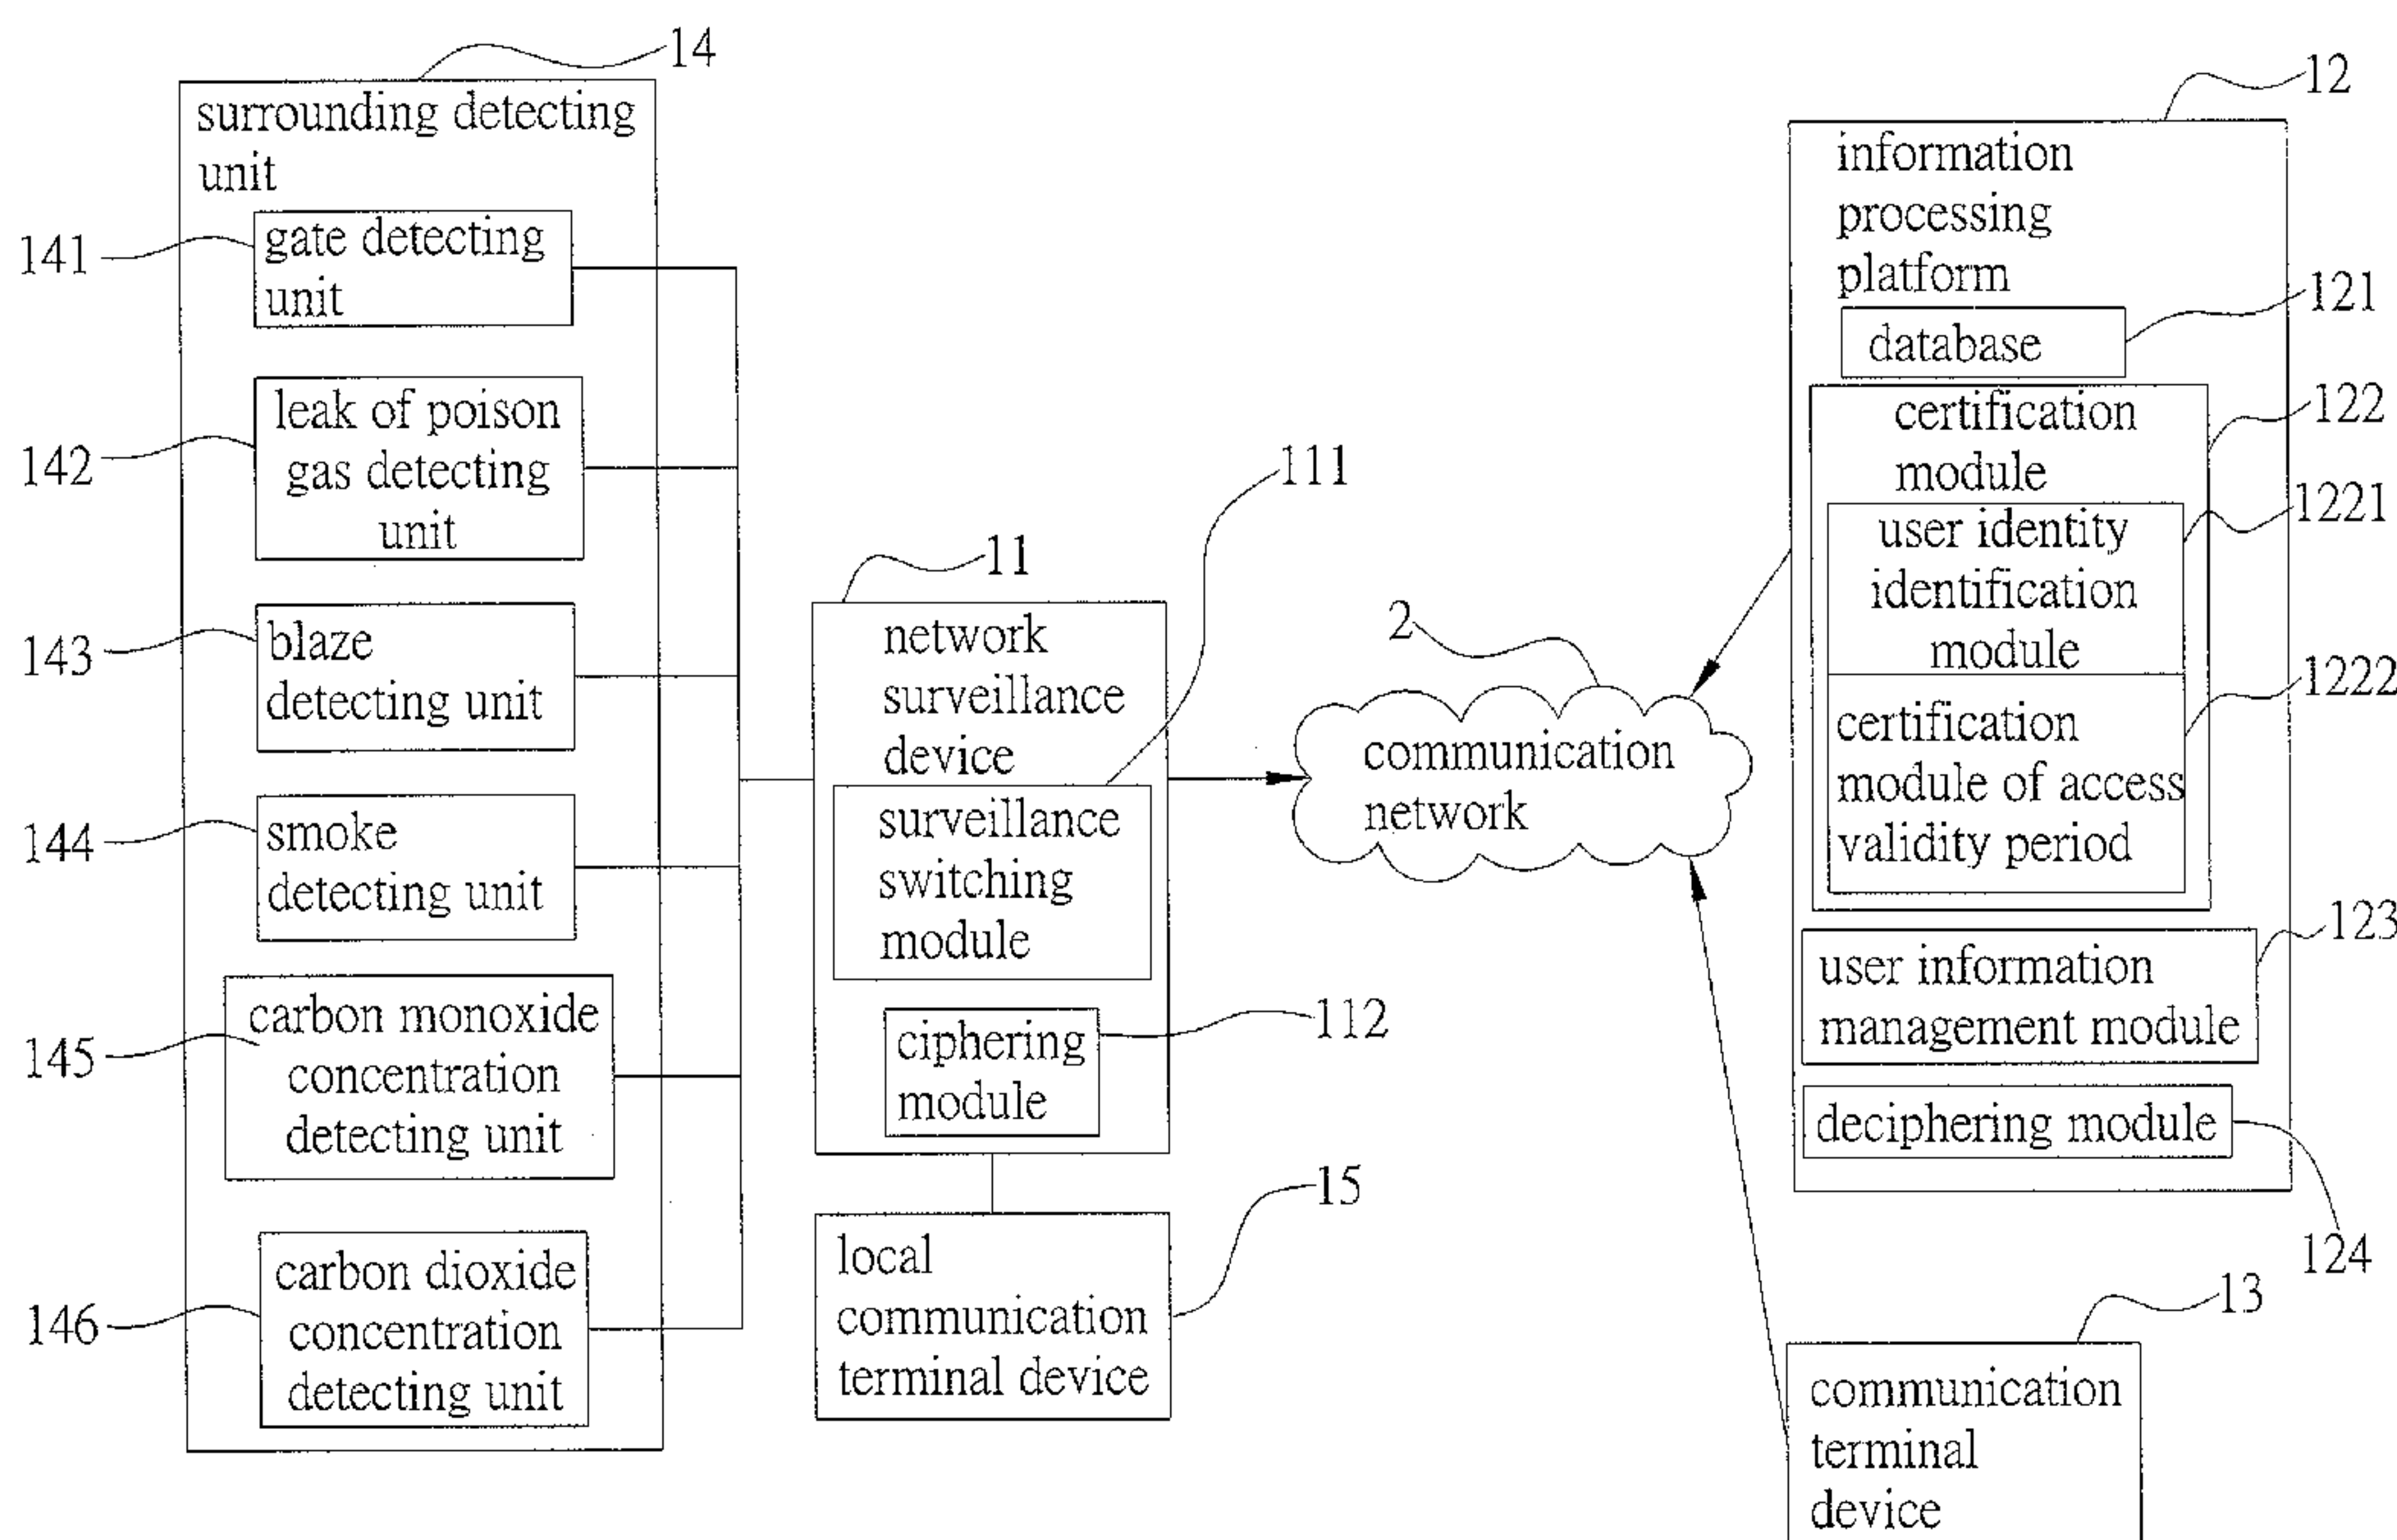 14
surrounding detecting
unit
141
gate detecting
unit
142
leak of poison
gas detecting
unit
143
blaze
detecting unit
144
smoke
detecting unit
145
carbon monoxide
concentration
detecting unit
146
carbon dioxide
concentration
detecting unit
11
network
surveillance
device
111
surveillance
switching
module
112
ciphering
module
15
local
communication
terminal device
2
communication
network
12
information
processing
platform
121
database
122
certification
module
1221
user identity
identification
module
1222
certification
module of access
validity period
123
user information
management module
124
deciphering module
13
communication
terminal
device